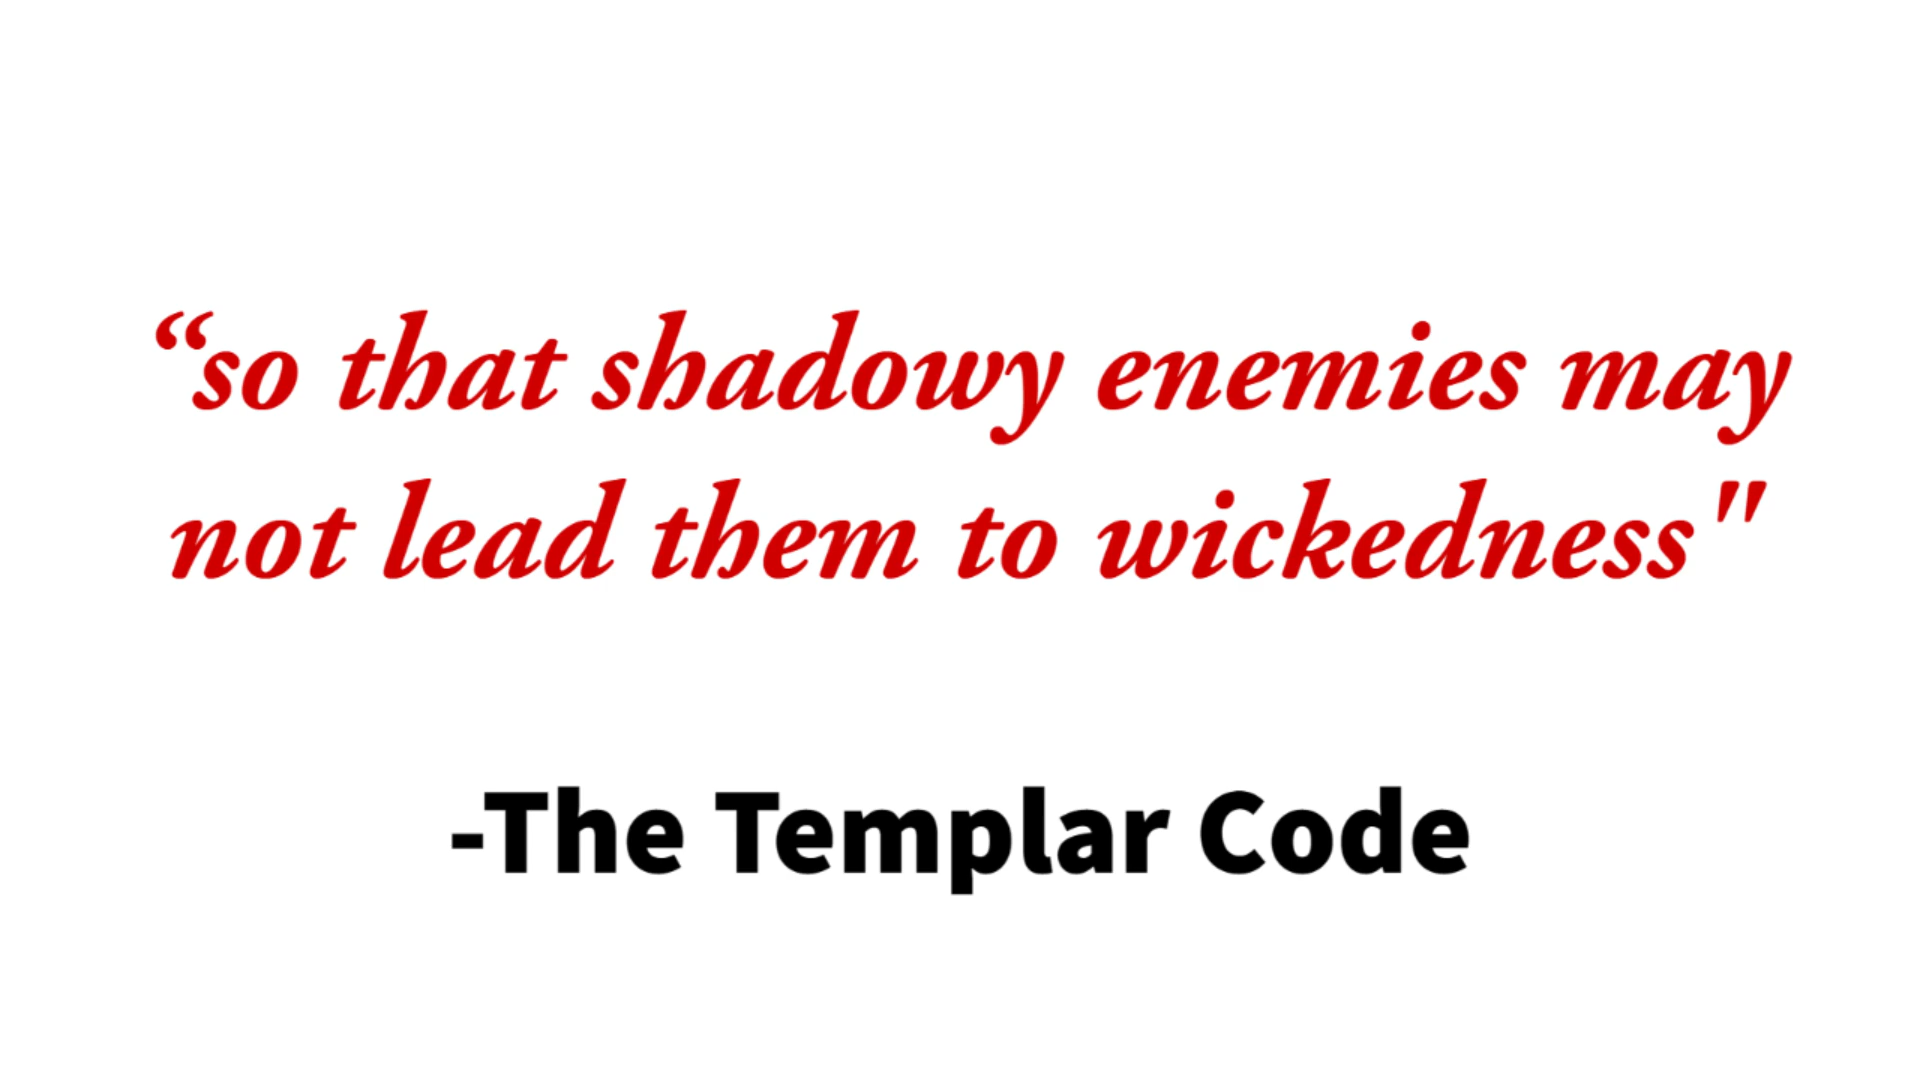 “so that shadowy enemies may
not lead them to wickedness"
-The Templar Code